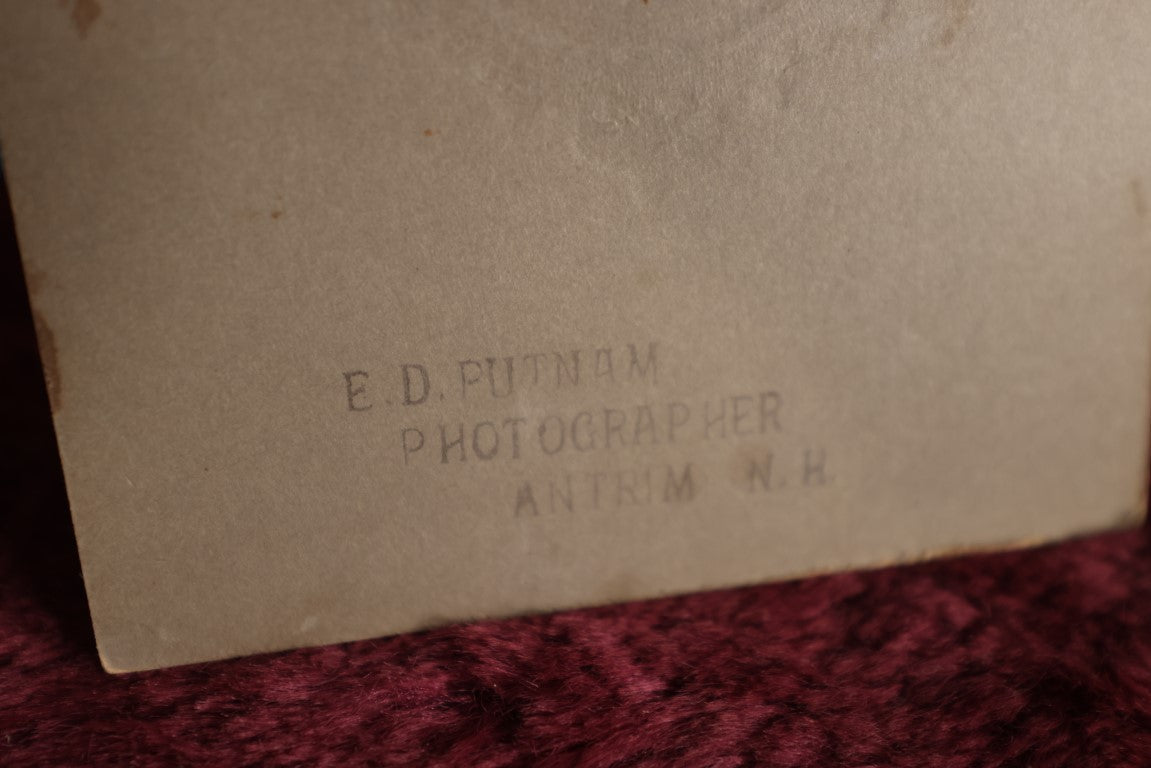 E. D. PUTNAM
PHOTOGRAPHER
ANTRIM N. H.